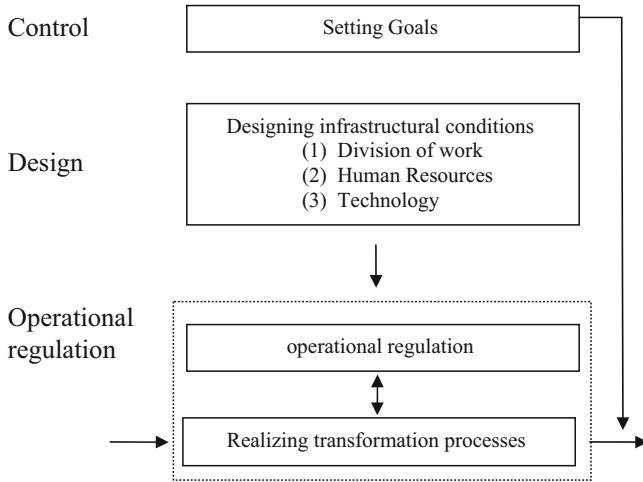 Control
Setting Goals
Designing infrastructural conditions
(1) Division of work
Design
(2) Human Resources
(3) Technology
Operational
regulation
operational regulation
Realizing transformation processes